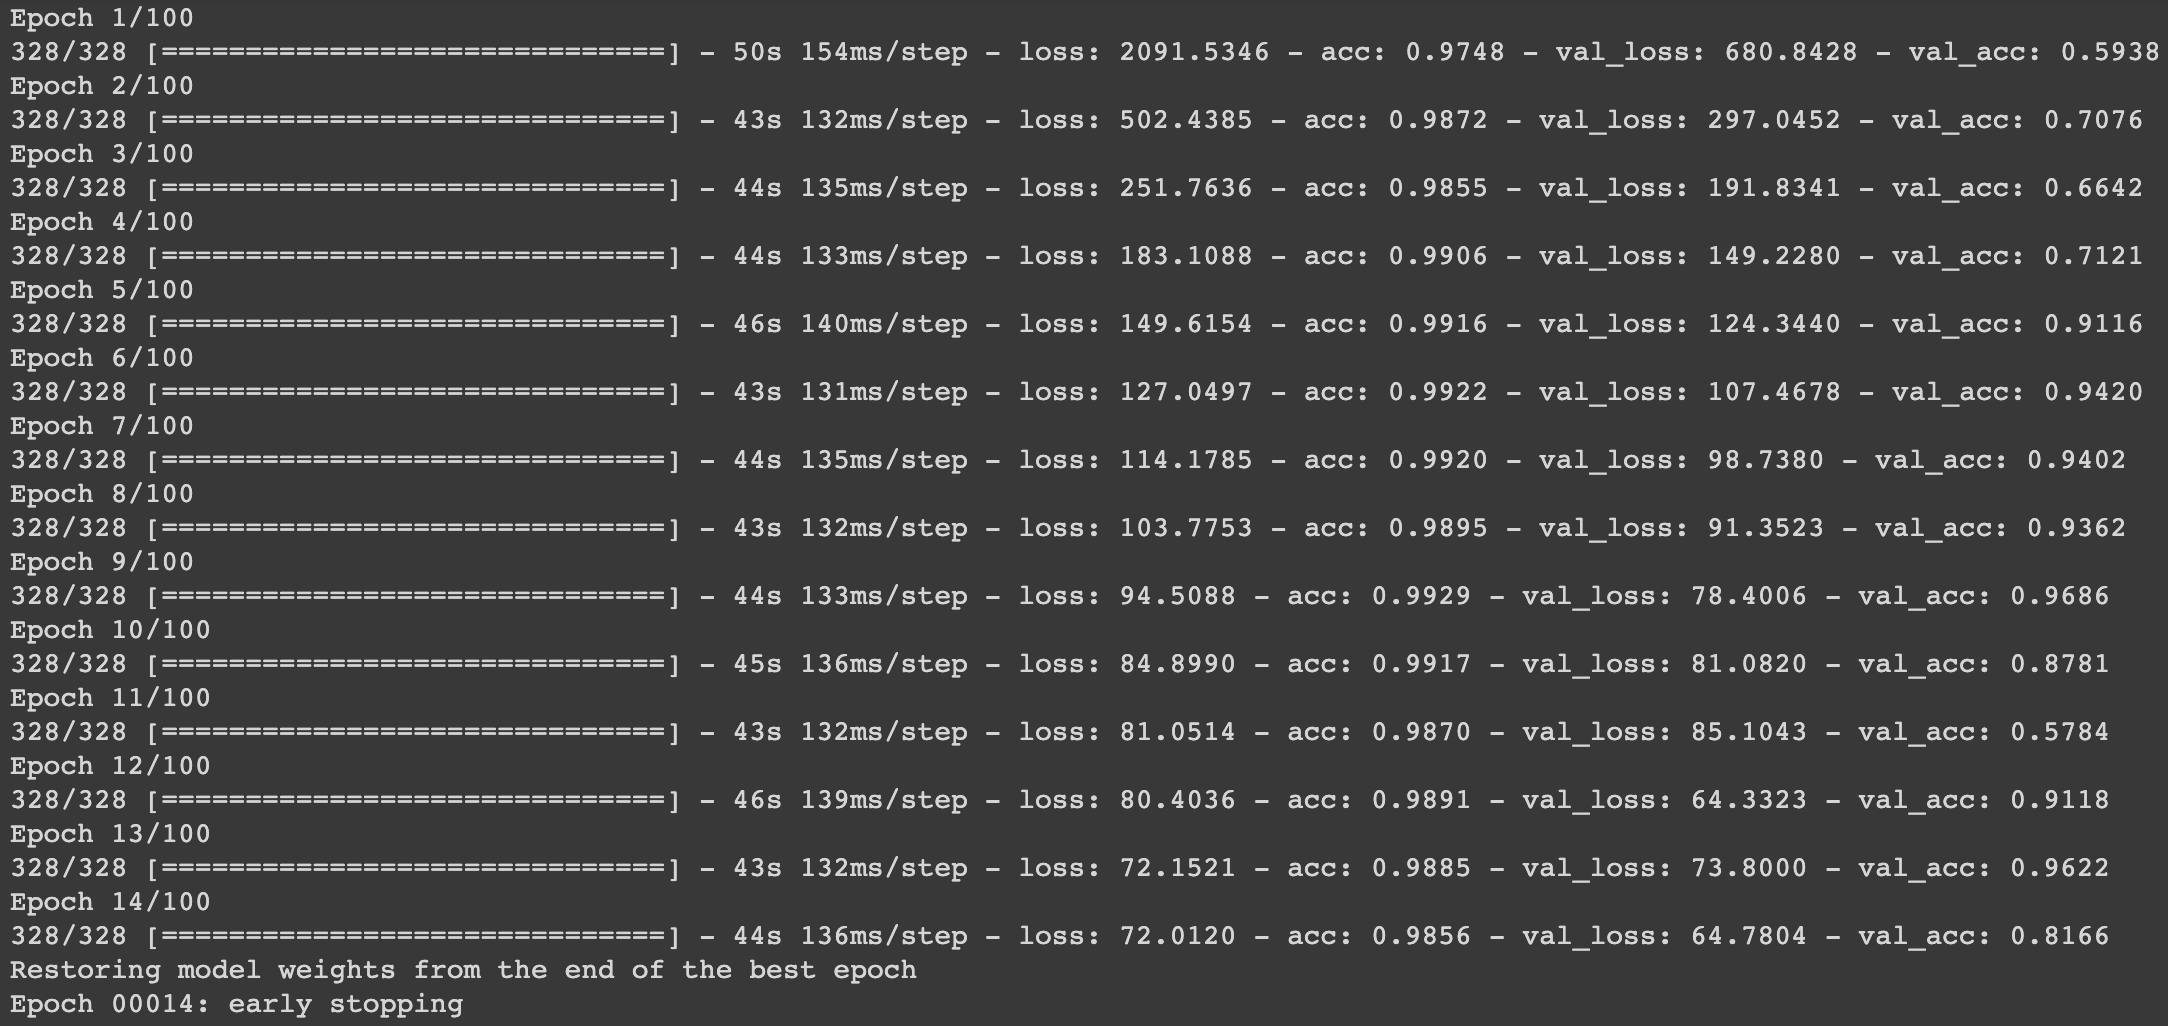 Epoch 1/100
328/328 [==============================] - 50s 154ms/step - loss: 2091.5346 - acc: 0.9748 - val_loss: 680.8428 - val_acc: 0.5938
Epoch 2/100
328/328 [==============================] - 43s 132ms/step - loss: 502.4385 - acc: 0.9872 - val_loss: 297.0452 - val_acc: 0.7076
Epoch 3/100
328/328 [==============================] - 44s 135ms/step - loss: 251.7636 - acc: 0.9855 - val_loss: 191.8341 - val_acc: 0.6642
Epoch 4/100
328/328 [==============================] - 44s 133ms/step - loss: 183.1088 - acc: 0.9906 - val_loss: 149.2280 - val_acc: 0.7121
Epoch 5/100
328/328 [==============================] - 46s 140ms/step - loss: 149.6154 - acc: 0.9916 - val_loss: 124.3440 - val_acc: 0.9116
Epoch 6/100
328/328 [==============================] - 43s 131ms/step - loss: 127.0497 - acc: 0.9922 - val_loss: 107.4678 - val_acc: 0.9420
Epoch 7/100
328/328 [==============================] - 44s 135ms/step - loss: 114.1785 - acc: 0.9920 - val_loss: 98.7380 - val_acc: 0.9402
Epoch 8/100
328/328 [==============================] - 43s 132ms/step - loss: 103.7753 - acc: 0.9895 - val_loss: 91.3523 - val_acc: 0.9362
Epoch 9/100
328/328 [==============================] - 44s 133ms/step - loss: 94.5088 - acc: 0.9929 - val_loss: 78.4006 - val_acc: 0.9686
Epoch 10/100
328/328 [==============================] - 45s 136ms/step - loss: 84.8990 - acc: 0.9917 - val_loss: 81.0820 - val_acc: 0.8781
Epoch 11/100
328/328 [==============================] - 43s 132ms/step - loss: 81.0514 - acc: 0.9870 - val_loss: 85.1043 - val_acc: 0.5784
Epoch 12/100
328/328 [==============================] - 46s 139ms/step - loss: 80.4036 - acc: 0.9891 - val_loss: 64.3323 - val_acc: 0.9118
Epoch 13/100
328/328 [==============================] - 43s 132ms/step - loss: 72.1521 - acc: 0.9885 - val_loss: 73.8000 - val_acc: 0.9622
Epoch 14/100
328/328 [==============================] - 44s 136ms/step - loss: 72.0120 - acc: 0.9856 - val_loss: 64.7804 - val_acc: 0.8166
Restoring model weights from the end of the best epoch
Epoch 00014: early stopping